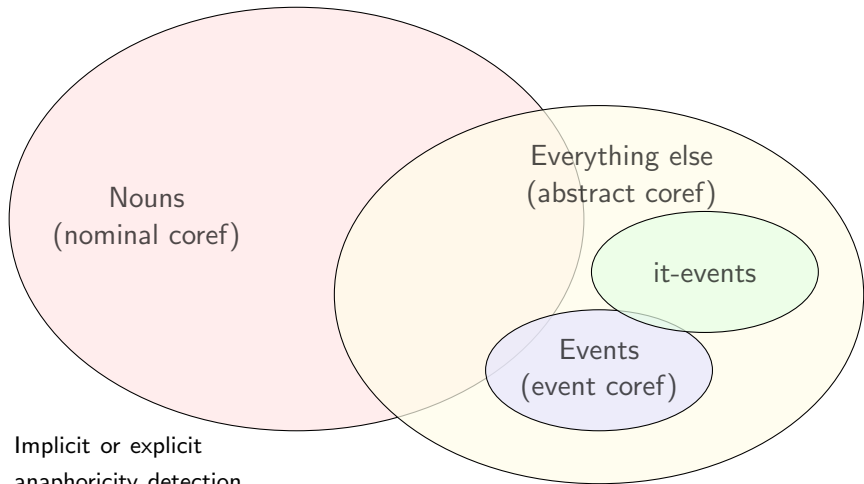 Everything else
(abstract coref)
Nouns
(nominal coref)
it-events
Events
(event coref)
Implicit or explicit
anaphoricity detection